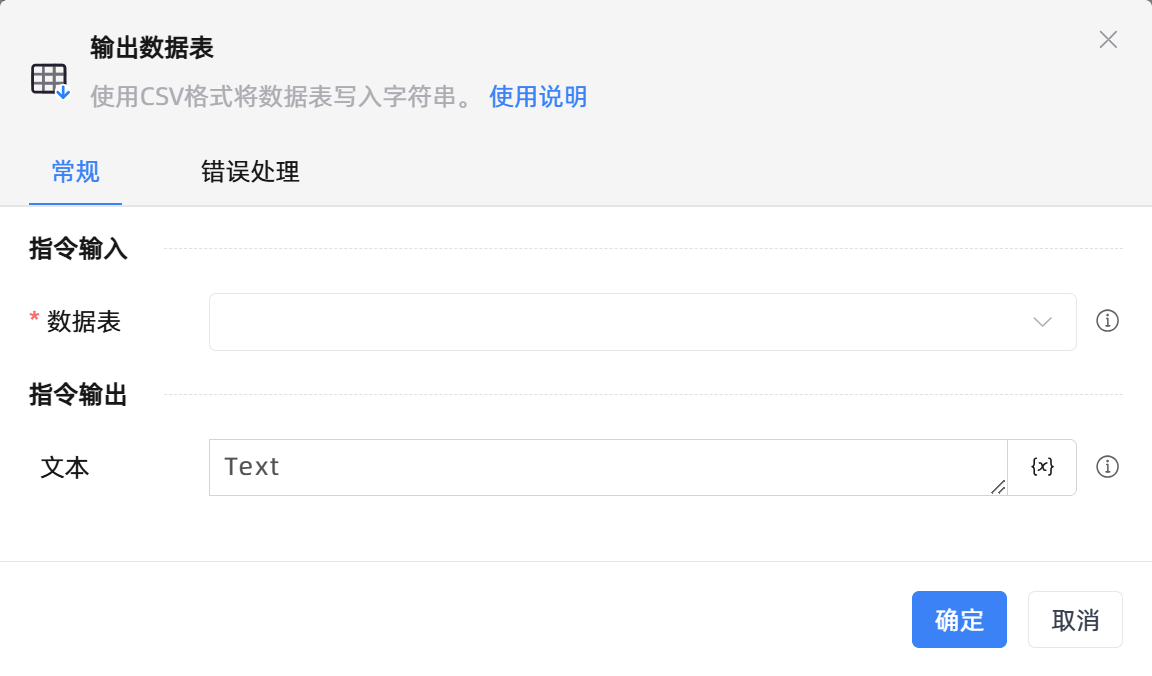 输出数据表
使用CSV格式将数据表写入字符串。 使用说明
常规 错误处理
指令输入
* 数据表
指令输出
文本 Text {x}
确定 取消